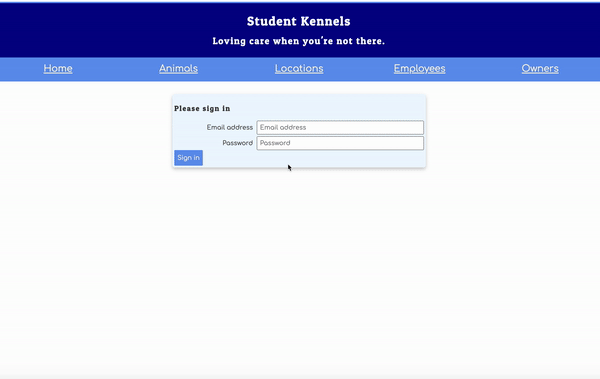 Student Kennels
Loving care when you're not there.
Home Animals Locations Employees Owners
Please sign in
Email address Email address
Password Password
Sign in